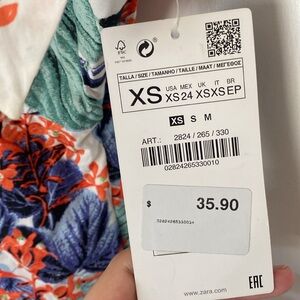 FSC
TALLA / SIZE / TAMANHO / TAILLE / MAAT / ΜΕΓΕΘΟΣ
XS
USA MEX UK IT BR
XS 24 XS XS EP
XS S M
ART.: 2824 / 265 / 330
02824265330010
$ 35.90
www.zara.com
EAC